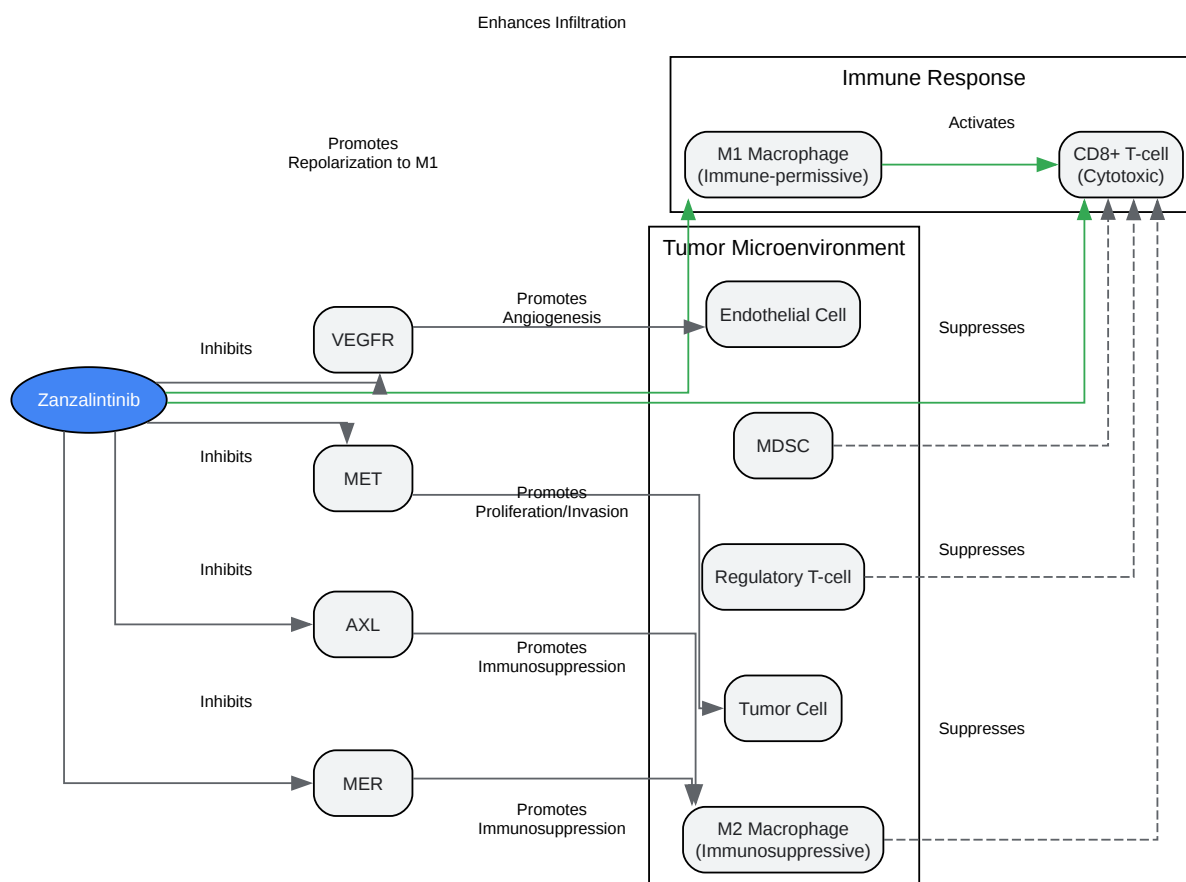 Enhances Infiltration
Immune Response
Activates
Promotes
Repolarization to M1
M1 Macrophage
(Immune-permissive)
CD8+ T-cell
(Cytotoxic)
Tumor Microenvironment
Promotes
Angiogenesis
Endothelial Cell
Suppresses
VEGFR
Inhibits
Zanzalintinib
Inhibits
MET
MDSC
Promotes
Proliferation/Invasion
Suppresses
Inhibits
Regulatory T-cell
AXL
Promotes
Immunosuppression
Inhibits
Tumor Cell
Suppresses
MER
Promotes
Immunosuppression
M2 Macrophage
(Immunosuppressive)